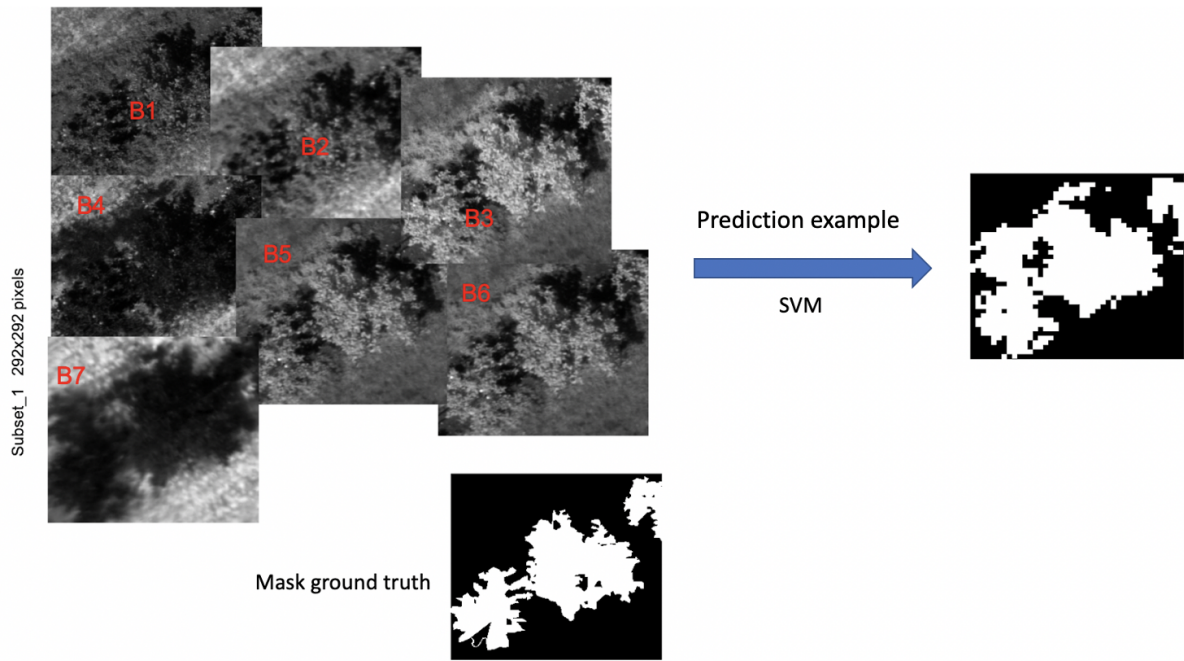 B1
B2
B3
B4
B5
B6
B7
Subset_1 292x292 pixels
Prediction example
SVM
Mask ground truth